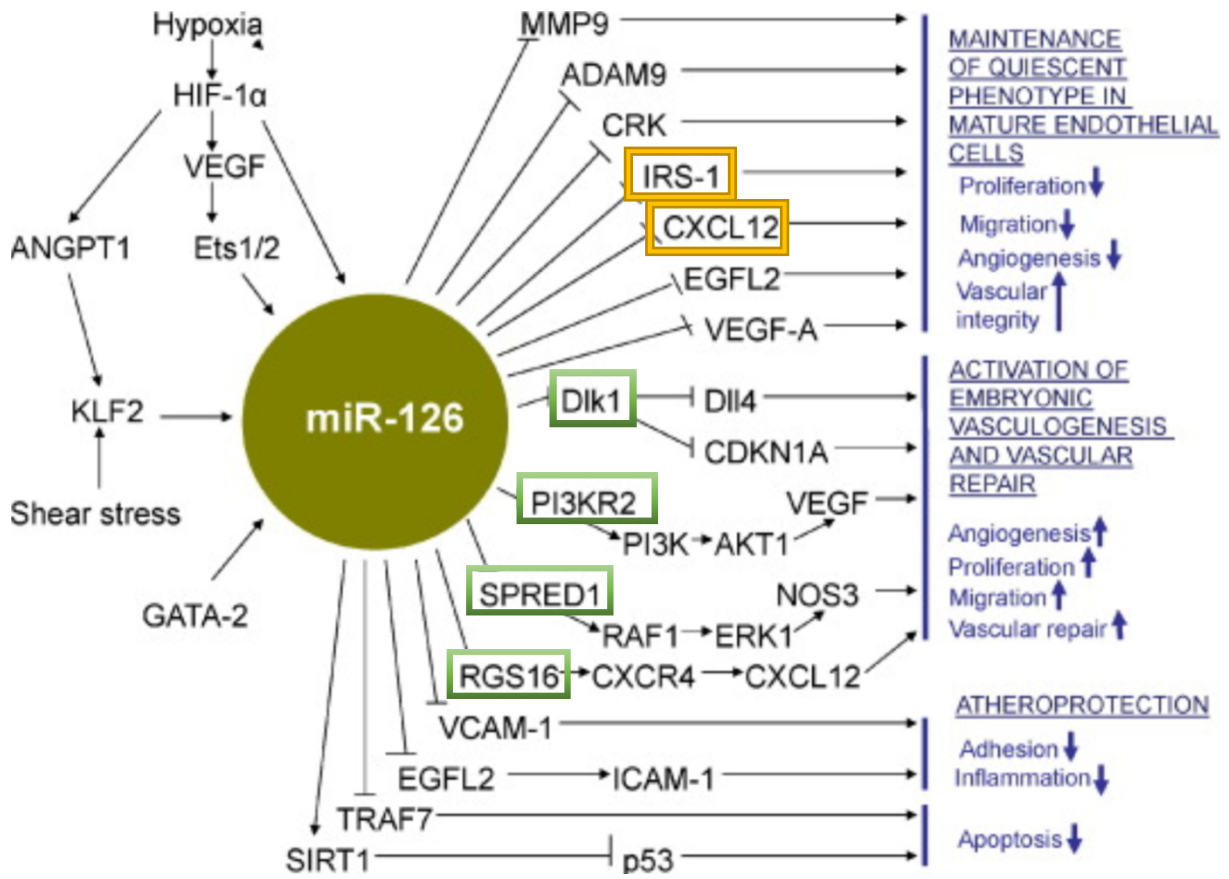 Hypoxia
HIF-1α
VEGF
ANGPT1
Ets1/2
KLF2
Shear stress
GATA-2
miR-126
MMP9
ADAM9
CRK
IRS-1
CXCL12
EGFL2
VEGF-A
Dlk1
Dll4
CDKN1A
PI3KR2
PI3K
AKT1
VEGF
SPRED1
RAF1
ERK1
NOS3
RGS16
CXCR4
CXCL12
VCAM-1
EGFL2
ICAM-1
TRAF7
SIRT1
p53
MAINTENANCE
OF QUIESCENT
PHENOTYPE IN
MATURE ENDOTHELIAL
CELLS
Proliferation
Migration
Angiogenesis
Vascular
integrity
ACTIVATION OF
EMBRYONIC
VASCULOGENESIS
AND VASCULAR
REPAIR
Angiogenesis
Proliferation
Migration
Vascular repair
ATHEROPROTECTION
Adhesion
Inflammation
Apoptosis